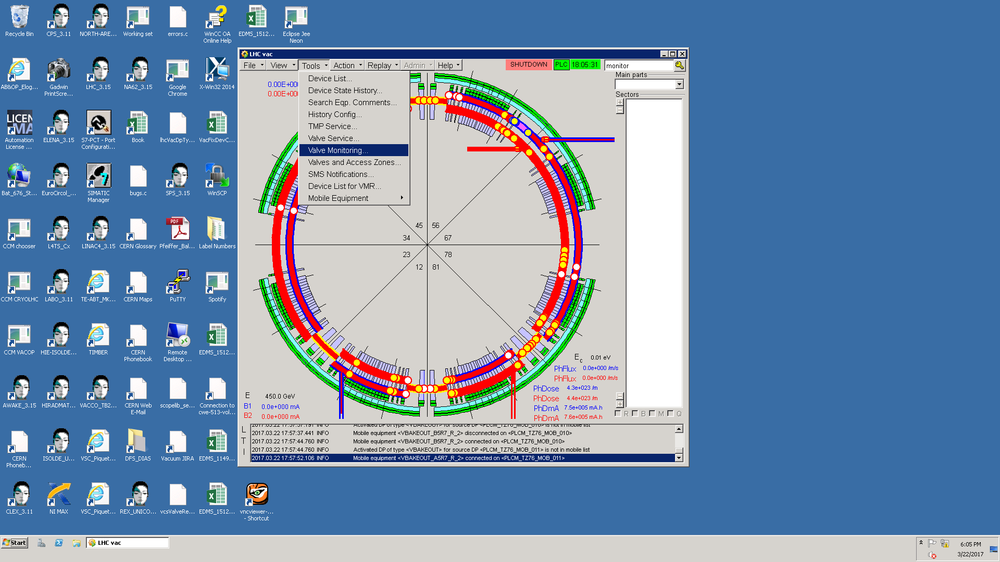 Recycle Bin
CPS_3.11
NORTH-ARE...
Working set
errors.c
WinCC OA
Online Help
EDMS_1512...
Eclipse Jee
Neon
AB&OP_Elog...
Gadwin
PrintScre...
LHC_3.15
NA62_3.15
Google
Chrome
X-Win32 2014
LICEN
MA
Automation
License ...
ELENA_3.15
S7-PCT - Port
Configurati...
Book
lhcVacDpTy...
VacFixDevC...
Bat_676_St...
EuroCircol_...
SIMATIC
Manager
bugs.c
SPS_3.15
WinSCP
CCM chooser
L4TS_Cx
LINAC4_3.15
CERN Glossary
PDF
Pfeiffer_Bal...
Label Numbers
CCM CRYOLHC
LABO_3.11
TE-ABT_MK...
CERN Maps
PuTTY
Spotify
CCM VACOP
HIE-ISOLDE...
TIMBER
CERN
Phonebook
Remote
Desktop ...
EDMS_1512...
AWAKE_3.15
HIRADMAT...
VACCO_TB2...
CERN Web
E-Mail
scopelib_se...
Connection to
cwe-513-vol...
CERN
Phoneb...
ISOLDE_U...
VSC_Piquet...
DFS_DIAS
Vacuum JIRA
EDMS_1149...
CLEX_3.11
NI MAX
VSC_Piquet...
REX_UNICO...
vcsValveRe...
EDMS_1512...
vncviewer-...
- Shortcut
LHC vac
File
View
Tools
Action
Replay
Admin
Help
SHUTDOWN
PLC
18:05:31
monitor
Main parts
Sectors
0.00E+00
0.00E+00
Device List...
Device State History...
Search Eqp. Comments...
History Config...
TMP Service...
Valve Service...
Valve Monitoring...
Valves and Access Zones...
SMS Notifications...
Device List for VMR...
Mobile Equipment
45 56
34 67
23 78
12 81
Ec 0.01 eV
PhFlux 0.0e+000 /m/s
PhFlux 0.0e+000 /m/s
PhDose 4.3e+023 /m
PhDose 4.4e+023 /m
PhDmA 7.5e+005 mA.h
PhDmA 7.6e+005 mA.h
E 450.0 GeV
B1 0.0e+000 mA
B2 0.0e+000 mA
R B M Q
L
T
I
2017.03.22 17:57:37.191 INFO Activated DP of type <VBAKEOUT> for source DP <PLCM_TZ76_MOB_010> is not in mobile list
2017.03.22 17:57:37.441 INFO Mobile equipment <VBAKEOUT_B5R7_R_2> disconnected on <PLCM_TZ76_MOB_010>
2017.03.22 17:57:44.760 INFO Mobile equipment <VBAKEOUT_B5R7_R_2> connected on <PLCM_TZ76_MOB_010>
2017.03.22 17:57:44.760 INFO Activated DP of type <VBAKEOUT> for source DP <PLCM_TZ76_MOB_011> is not in mobile list
2017.03.22 17:57:52.106 INFO Mobile equipment <VBAKEOUT_A5R7_R_2> connected on <PLCM_TZ76_MOB_011>
Start
LHC vac
6:05 PM
3/22/2017